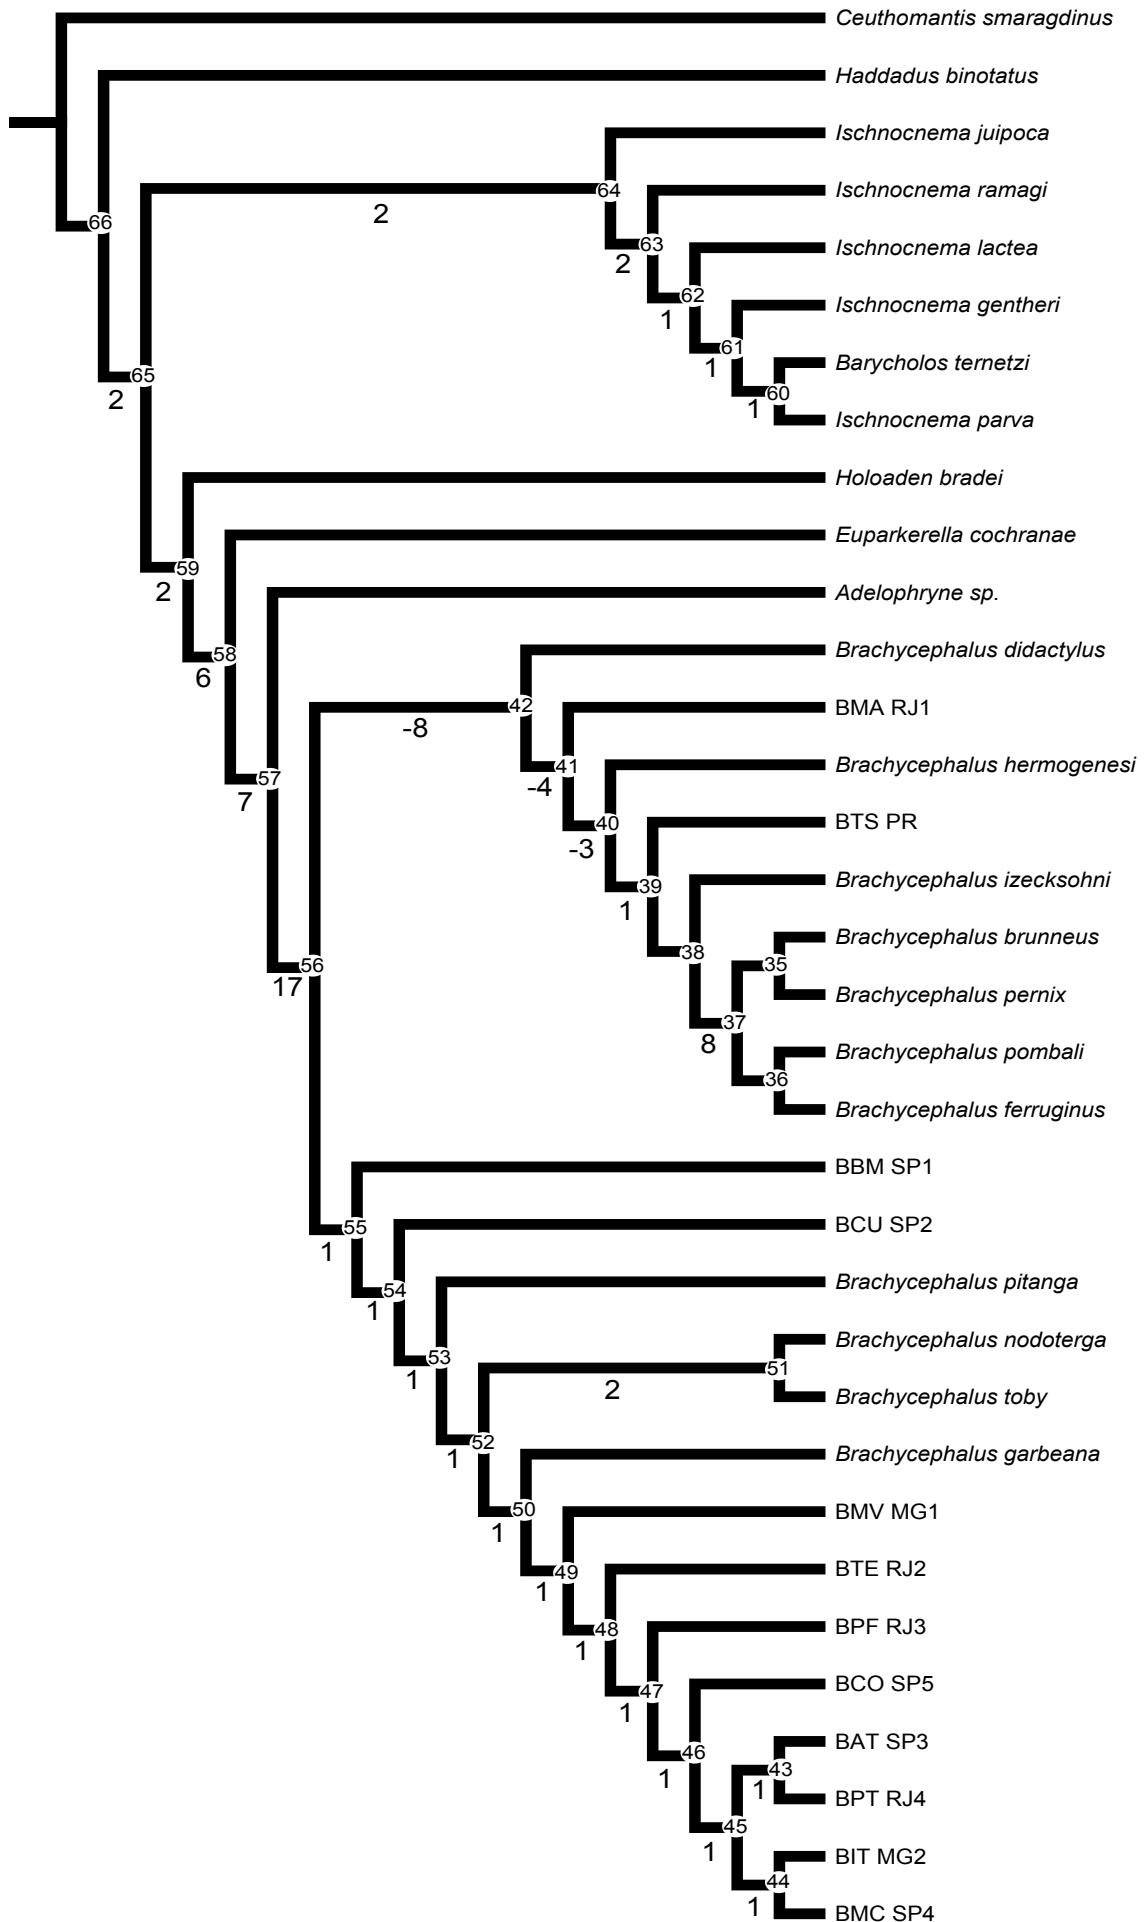 Ceuthomantis smaragdinus
Haddadus binotatus
Ischnocnema juipoca
64
Ischnocnema ramagi
2
66
63
Ischnocnema lactea
2
62
Ischnocnema gentheri
1
61
Barycholos ternetzi
1
65
60
2
1
Ischnocnema parva
Holoaden bradei
Euparkerella cochranae
59
2
Adelophryne sp.
Brachycephalus didactylus
58
6
42
BMA RJ1
-8
41
Brachycephalus hermogenesi
57
-4
7
40
BTS PR
-3
Brachycephalus izecksohni
39
1
Brachycephalus brunneus
38
35
56
17
Brachycephalus pernix
37
8
Brachycephalus pombali
36
Brachycephalus ferruginus
BBM SP1
BCU SP2
55
1
Brachycephalus pitanga
54
1
Brachycephalus nodoterga
53
51
1
2
Brachycephalus toby
52
1
Brachycephalus garbeana
50
BMV MG1
1
BTE RJ2
49
1
BPF RJ3
48
1
BCO SP5
47
1
BAT SP3
46
43
1
1
BPT RJ4
45
1
BIT MG2
44
1
BMC SP4